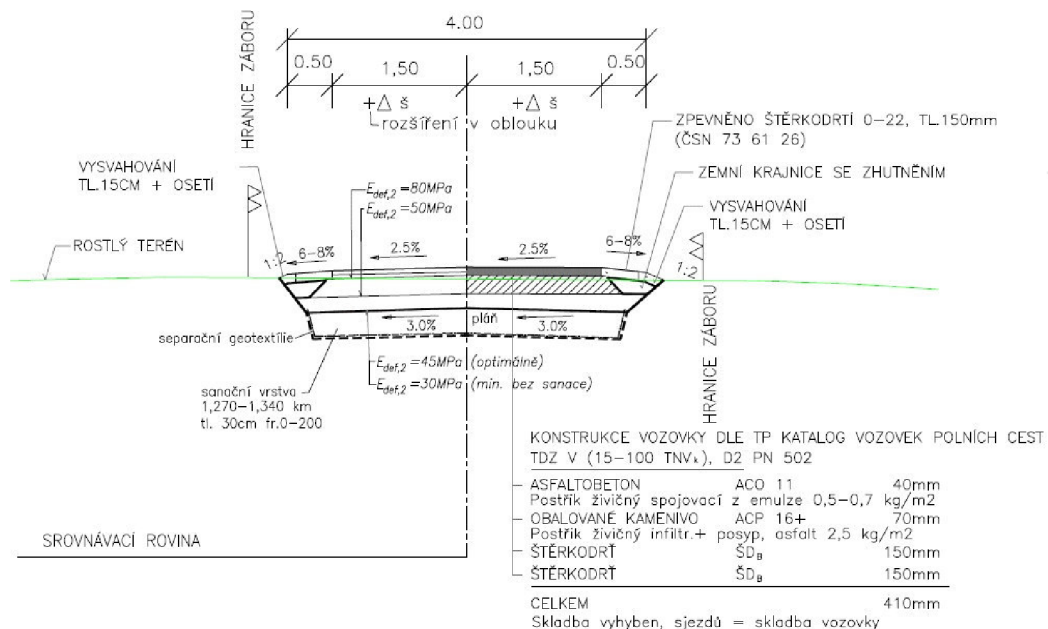 4.00
0.50
1,50
1,50
0.50
+Δ š
+Δ š
rozšíření v oblouku
HRANICE ZÁBORU
ZPEVNĚNO ŠTĚRKODRTÍ 0-22, TL.150mm
(ČSN 73 61 26)
VYSVAHOVÁNÍ
TL.15CM + OSETÍ
ZEMNÍ KRAJNICE SE ZHUTNĚNÍM
Edef,2=80MPa
Edef,2=50MPa
VYSVAHOVÁNÍ
TL.15CM + OSETÍ
ROSTLÝ TERÉN
1:2
6-8%
2.5%
2.5%
6-8%
1:2
separační geotextílie
3.0%
pláň
3.0%
Edef,2=45MPa (optimálně)
Edef,2=30MPa (min. bez sanace)
sanační vrstva
1,270-1,340 km
tl. 30cm fr.0-200
HRANICE ZÁBORU
KONSTRUKCE VOZOVKY DLE TP KATALOG VOZOVEK POLNÍCH CEST
TDZ V (15-100 TNVk), D2 PN 502
ASFALTOBETON ACO 11 40mm
Postřik živičný spojovací z emulze 0,5-0,7 kg/m2
OBALOVANÉ KAMENIVO ACP 16+ 70mm
Postřik živičný infiltr.+ posyp, asfalt 2,5 kg/m2
ŠTĚRKODRŤ ŠDB 150mm
ŠTĚRKODRŤ ŠDB 150mm
CELKEM 410mm
Skladba vyhyben, sjezdů = skladba vozovky
SROVNÁVACÍ ROVINA